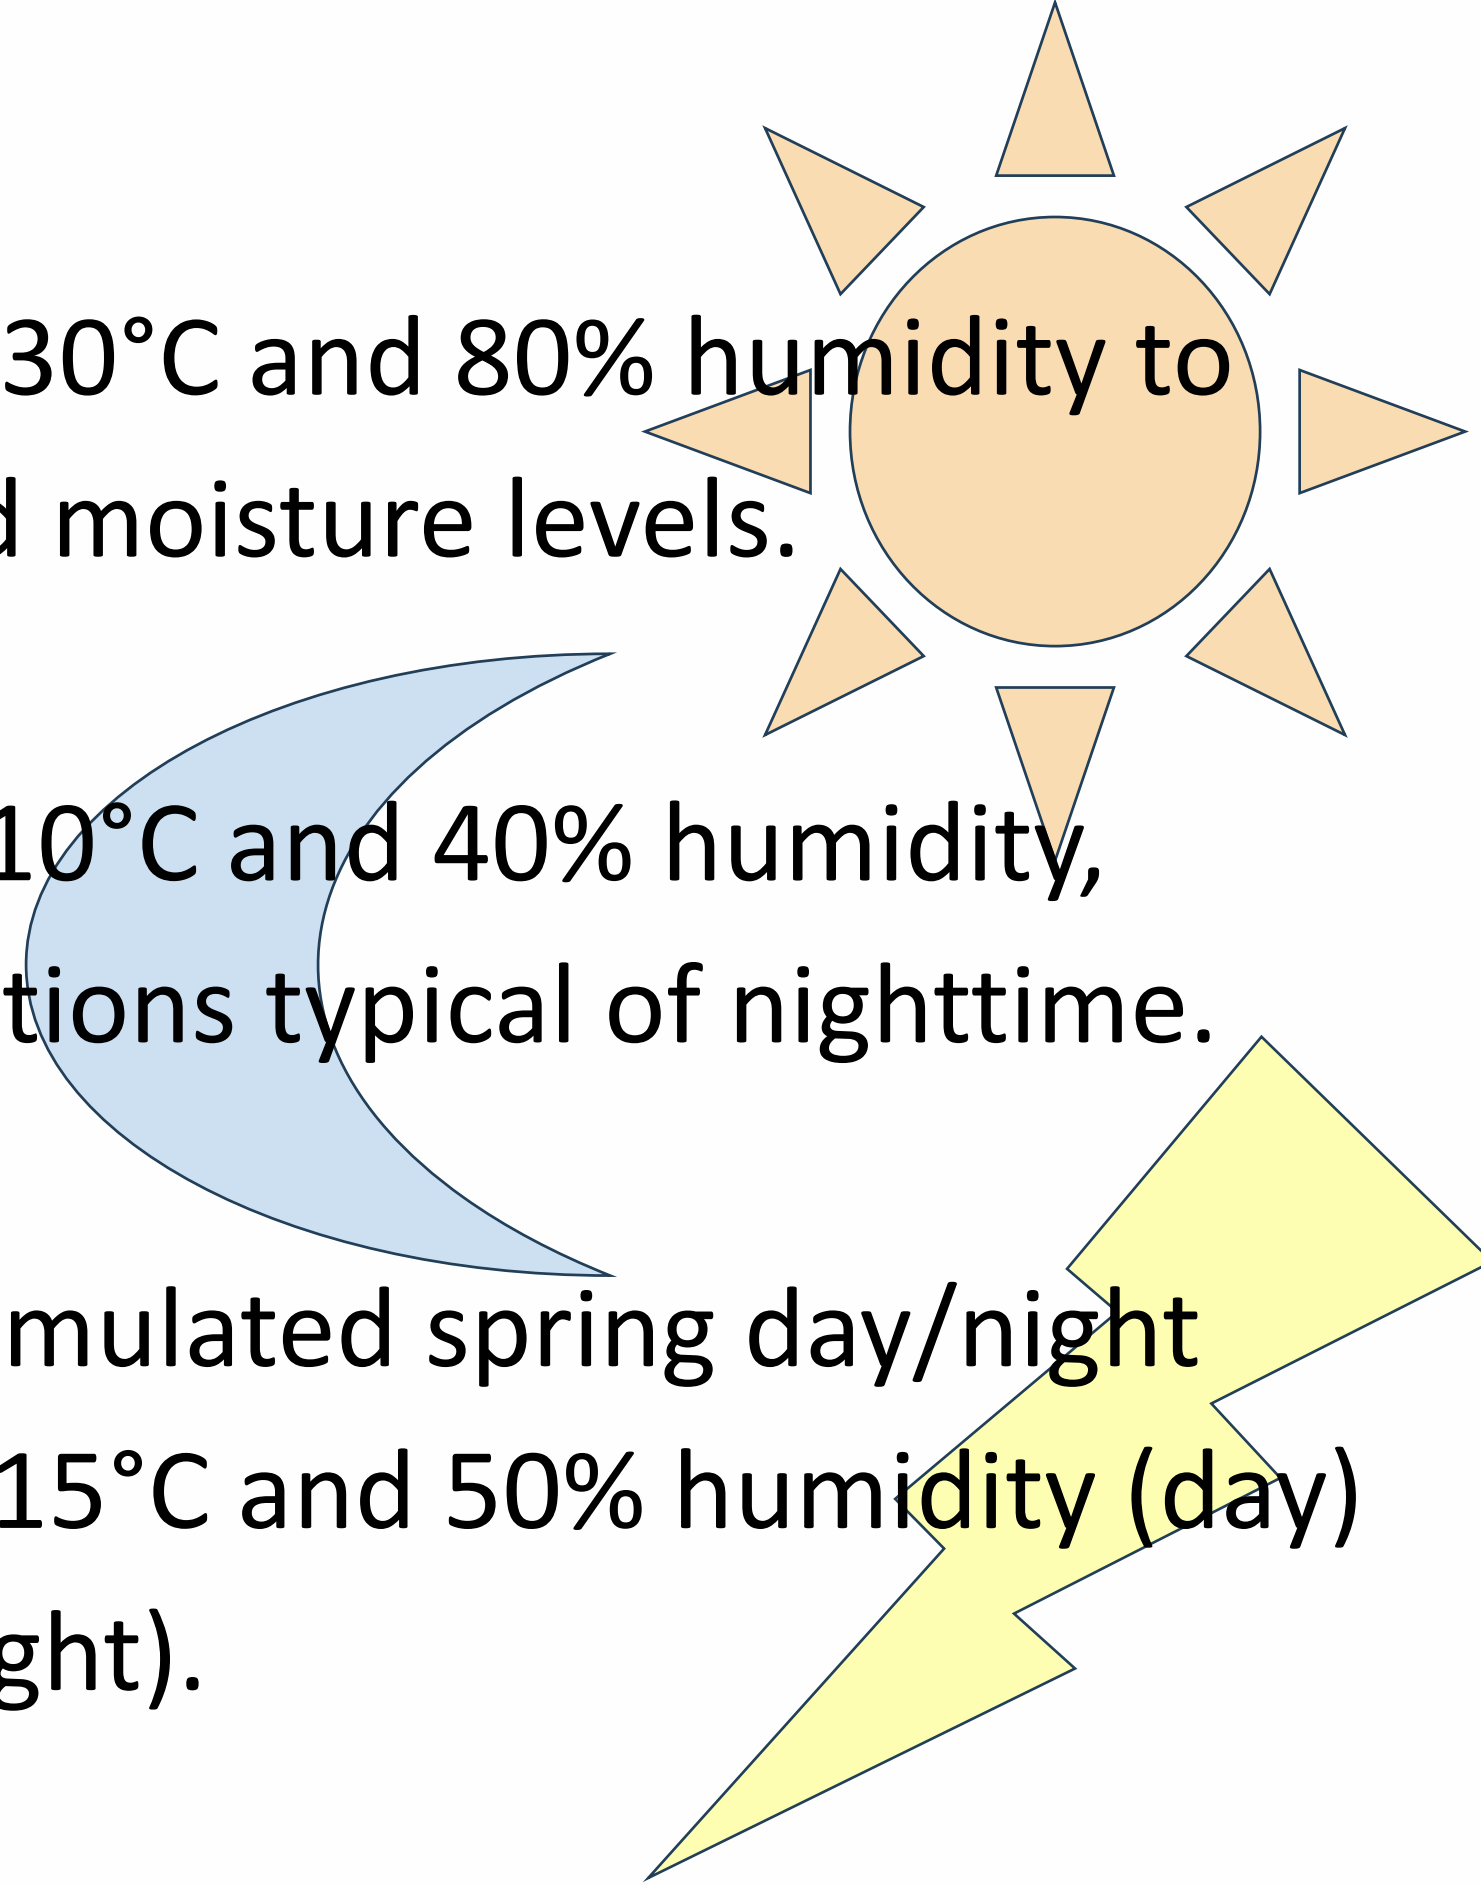 30°C and 80% humidity to
d moisture levels.
10°C and 40% humidity,
tions typical of nighttime.
mulated spring day/night
15°C and 50% humidity (day)
ght).